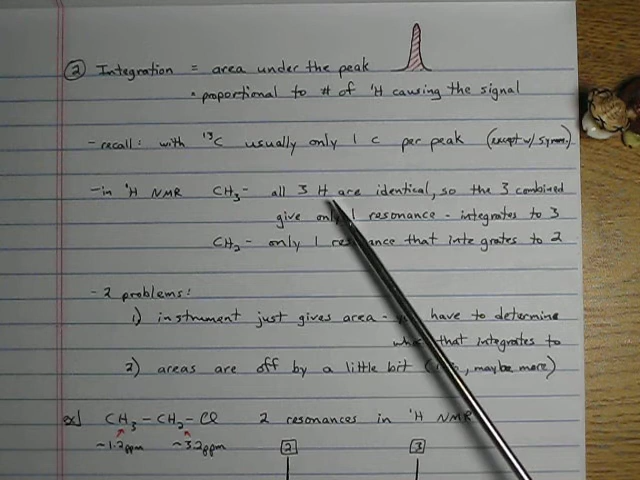 ② Integration = area under the peak
• proportional to # of ¹H causing the signal
- recall: with ¹³C usually only 1 C per peak (except w/ symm.)
- in ¹H NMR CH₃ - all 3 H are identical, so the 3 combined
give only 1 resonance - integrates to 3
CH₂ - only 1 resonance that integrates to 2
- 2 problems:
1) instrument just gives area - have to determine
that integrates to
2) areas are off by a little bit ( , maybe more)
ex] CH₃ - CH₂ - Cl 2 resonances in ¹H NMR
~1.2ppm ~3.2ppm 2 3